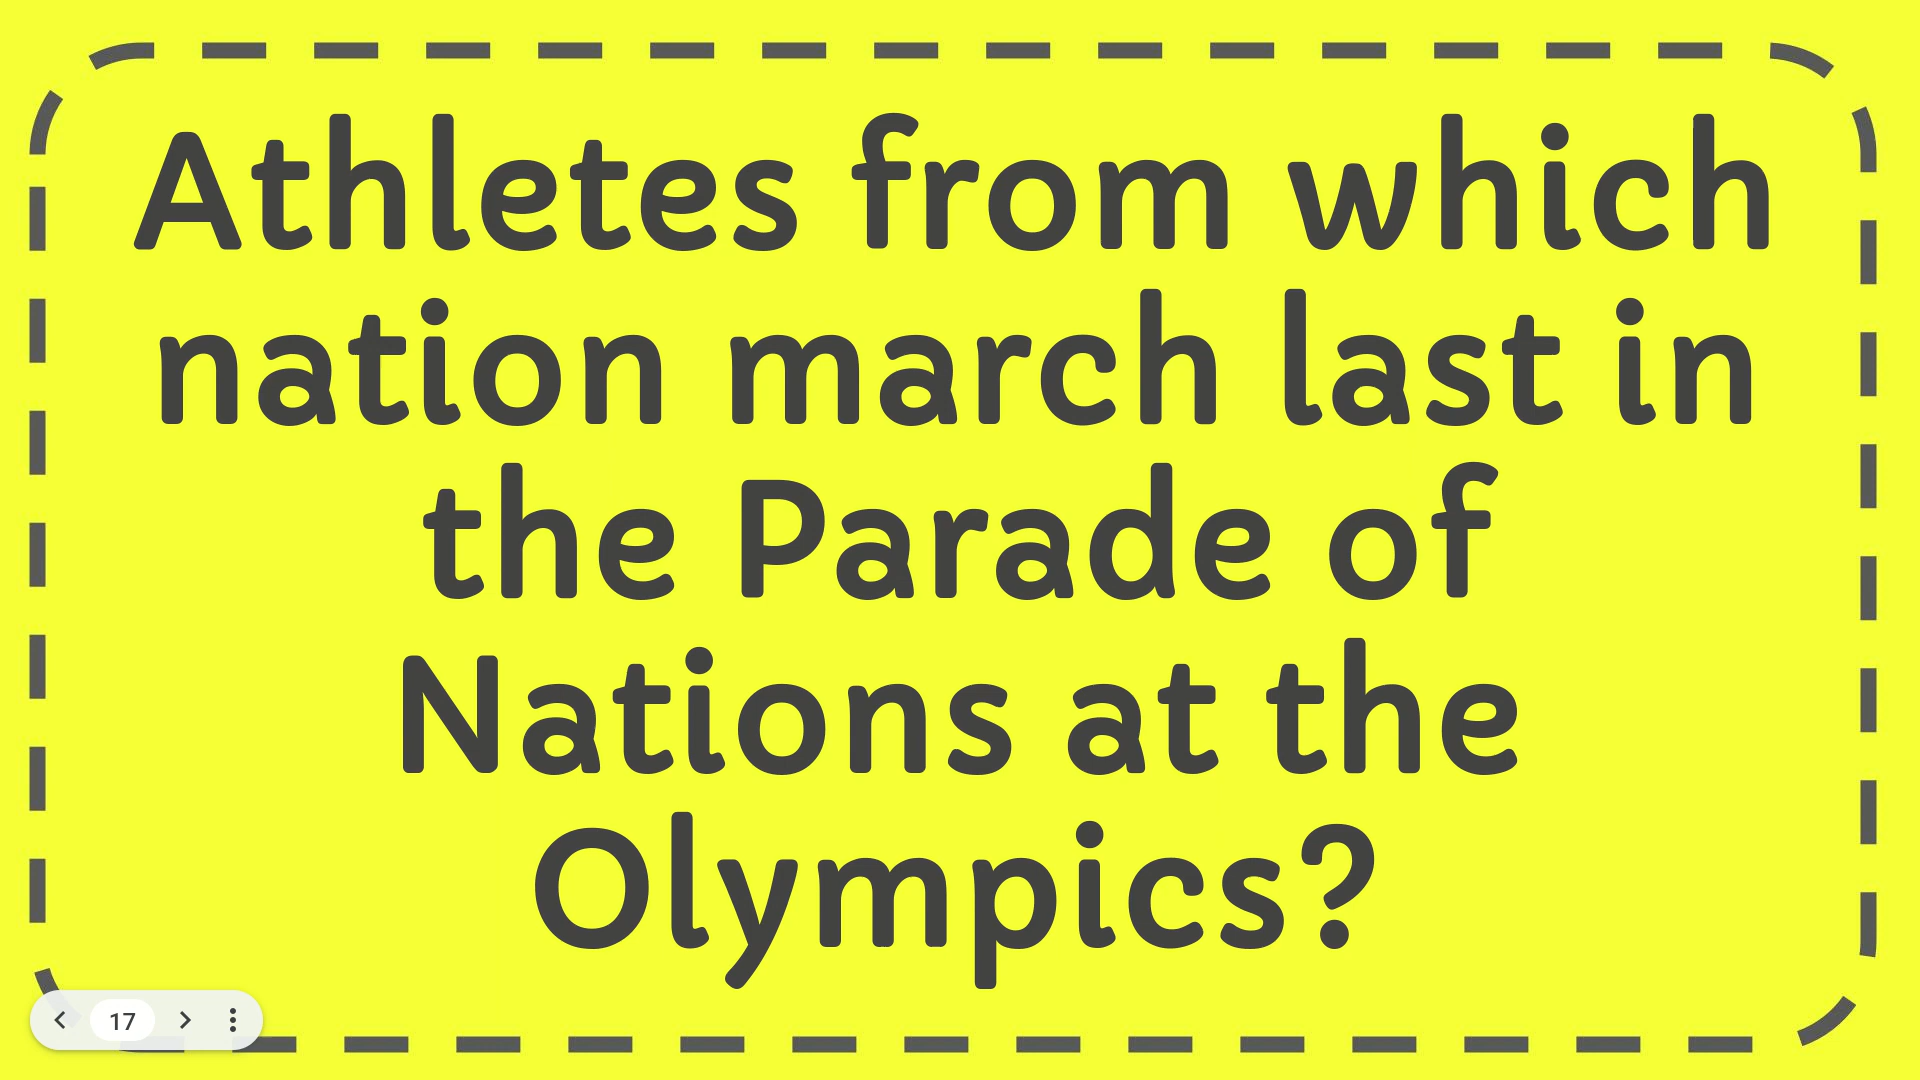 Athletes from which
nation march last in
the Parade of
Nations at the
Olympics?
17